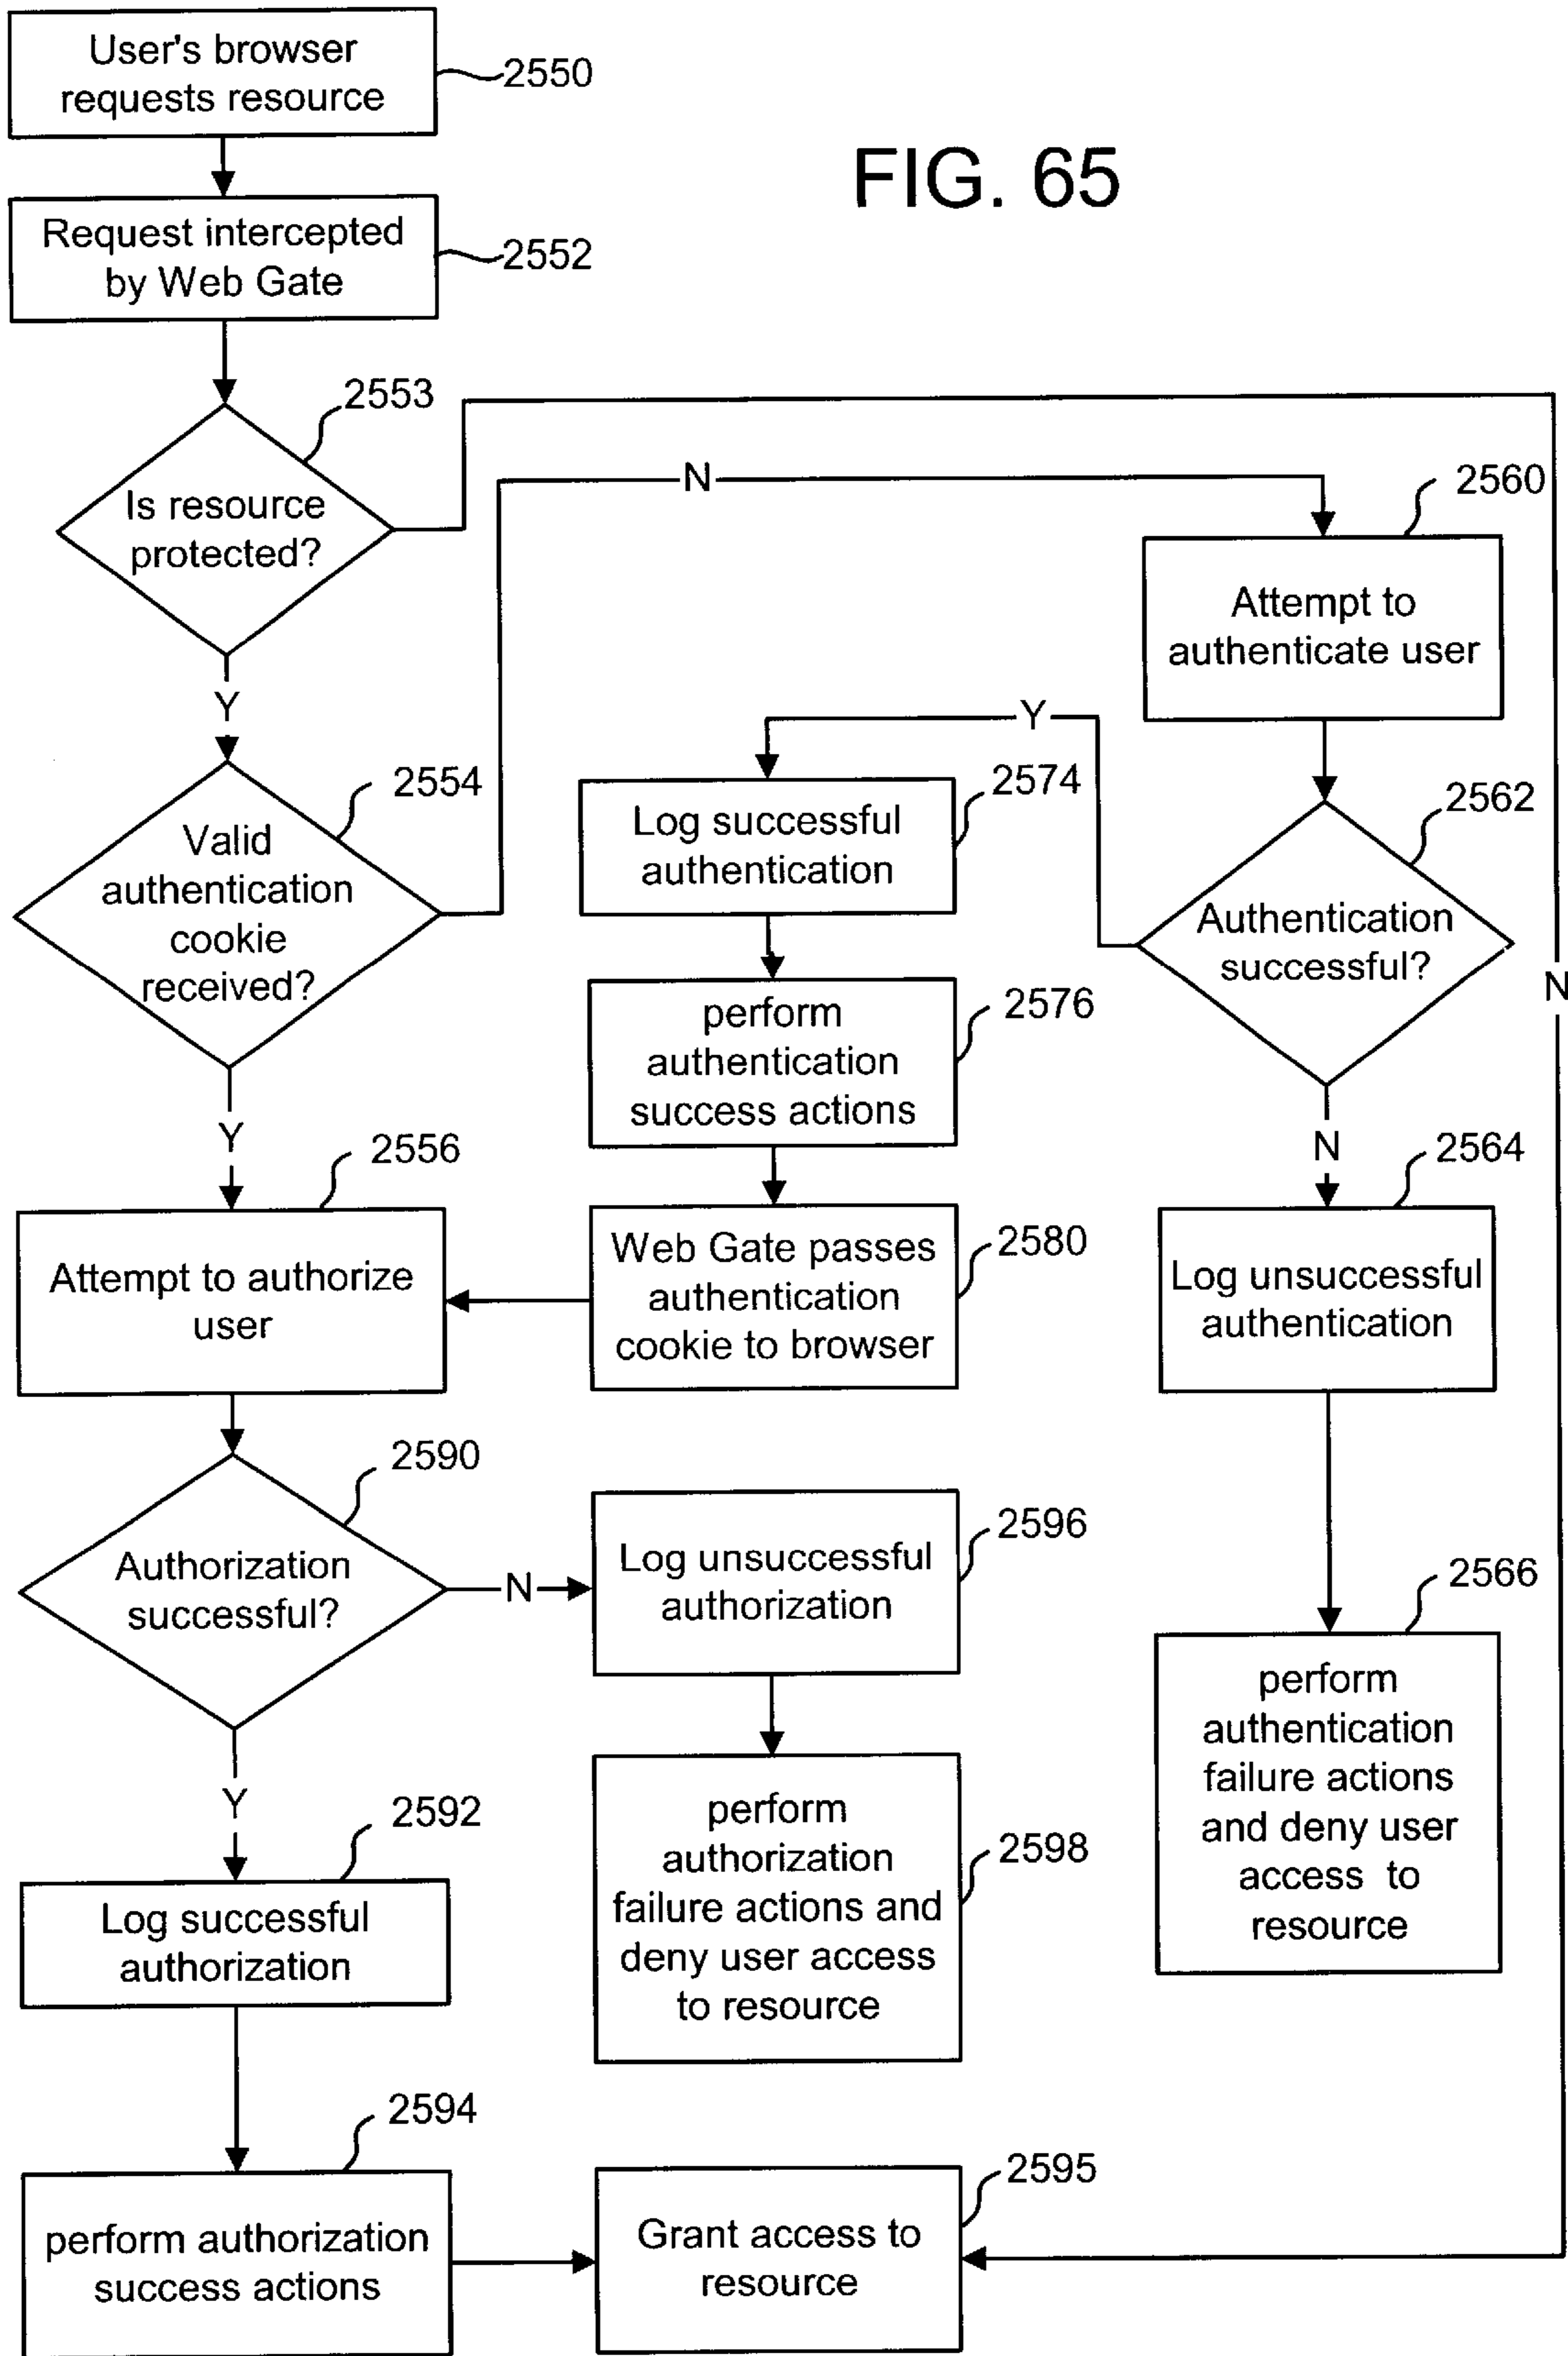 User's browser
requests resource
2550
FIG. 65
Request intercepted
by Web Gate
2552
2553
Is resource
protected?
N
2560
Attempt to
authenticate user
Y
Y
2554
Valid
authentication
cookie
received?
2574
Log successful
authentication
2562
Authentication
successful?
N
2576
perform
authentication
success actions
Y
N
2556
Attempt to authorize
user
2580
Web Gate passes
authentication
cookie to browser
2564
Log unsuccessful
authentication
2590
Authorization
successful?
N
2596
Log unsuccessful
authorization
2566
perform
authentication
failure actions
and deny user
access to
resource
Y
2592
Log successful
authorization
2598
perform
authorization
failure actions and
deny user access
to resource
2594
perform authorization
success actions
2595
Grant access to
resource